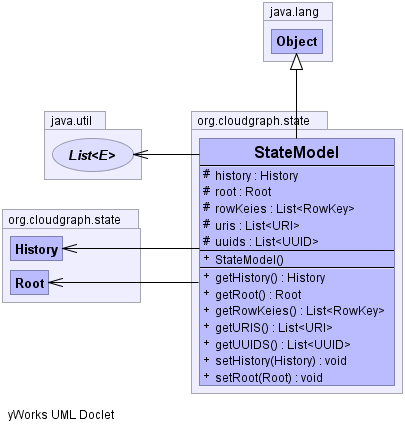 java.lang
Object
java.util
List<E>
org.cloudgraph.state
StateModel
# history : History
# root : Root
# rowKeies : List<RowKey>
# uris : List<URI>
# uuids : List<UUID>
+ StateModel()
+ getHistory() : History
+ getRoot() : Root
+ getRowKeies() : List<RowKey>
+ getURIS() : List<URI>
+ getUUIDS() : List<UUID>
+ setHistory(History) : void
+ setRoot(Root) : void
org.cloudgraph.state
History
Root
yWorks UML Doclet